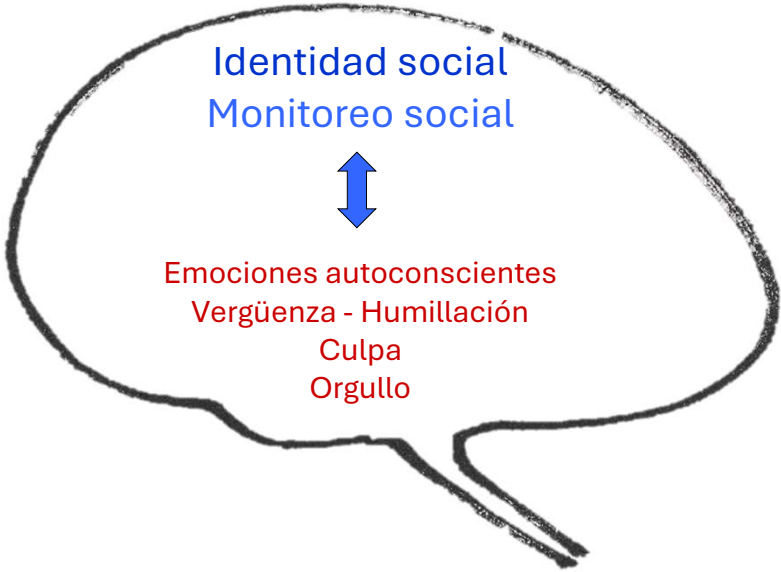 Identidad social
Monitoreo social
Emociones autoconscientes
Vergüenza - Humillación
Culpa
Orgullo